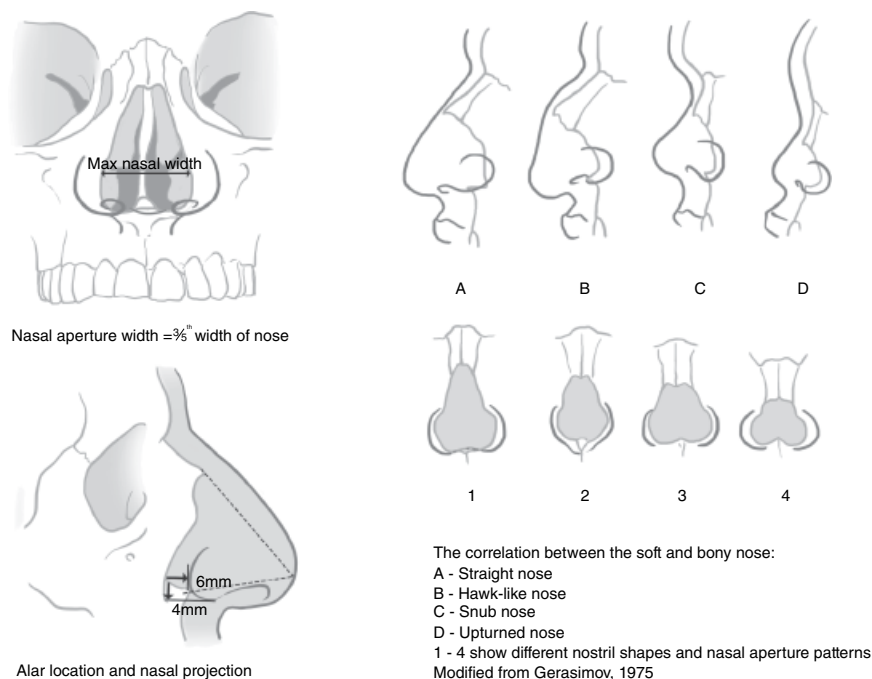 Max nasal width
Nasal aperture width =⅗th width of nose
6mm
4mm
Alar location and nasal projection
A B C D
1 2 3 4
The correlation between the soft and bony nose:
A - Straight nose
B - Hawk-like nose
C - Snub nose
D - Upturned nose
1 - 4 show different nostril shapes and nasal aperture patterns
Modified from Gerasimov, 1975